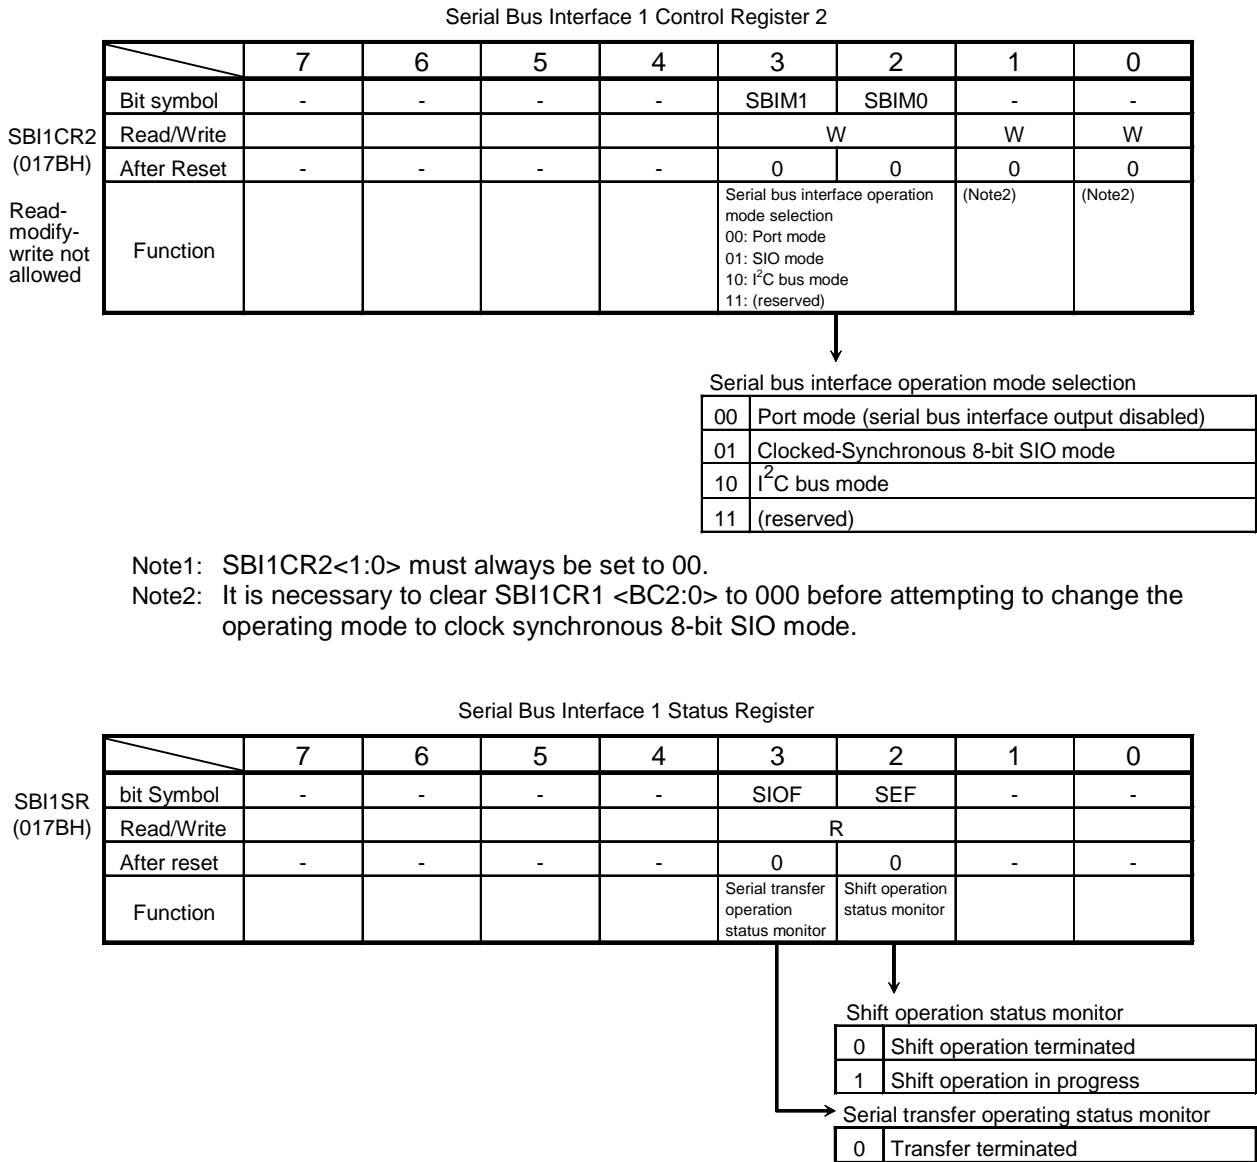 Serial Bus Interface 1 Control Register 2
7 6 5 4 3 2 1 0
SBI1CR2
(017BH)
Read-
modify-
write not
allowed
Bit symbol - - - - SBIM1 SBIM0 - -
Read/Write W W W
After Reset - - - - 0 0 0 0
Function
Serial bus interface operation
mode selection
00: Port mode
01: SIO mode
10: I²C bus mode
11: (reserved)
(Note2)
(Note2)
Serial bus interface operation mode selection
00 Port mode (serial bus interface output disabled)
01 Clocked-Synchronous 8-bit SIO mode
10 I²C bus mode
11 (reserved)
Note1: SBI1CR2<1:0> must always be set to 00.
Note2: It is necessary to clear SBI1CR1 <BC2:0> to 000 before attempting to change the
operating mode to clock synchronous 8-bit SIO mode.
Serial Bus Interface 1 Status Register
7 6 5 4 3 2 1 0
SBI1SR
(017BH)
bit Symbol - - - - SIOF SEF - -
Read/Write R
After reset - - - - 0 0 - -
Function
Serial transfer
operation
status monitor
Shift operation
status monitor
Shift operation status monitor
0 Shift operation terminated
1 Shift operation in progress
Serial transfer operating status monitor
0 Transfer terminated